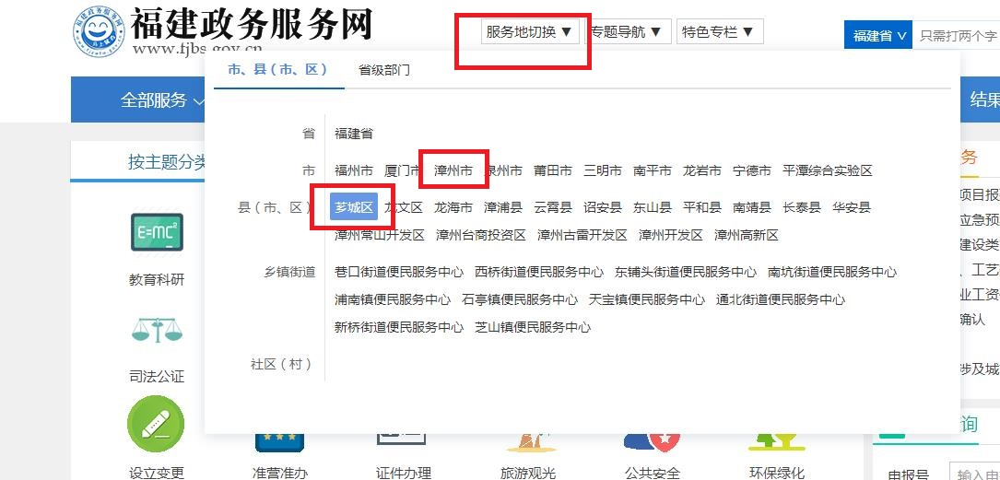 福建政务服务网
www.fjbs.gov.cn
服务地切换 ▼
专题导航 ▼
特色专栏 ▼
福建省
只需打两个字
全部服务
结果
市、县（市、区）
省级部门
按主题分类
省
福建省
市
福州市 厦门市 漳州市 泉州市 莆田市 三明市 南平市 龙岩市 宁德市 平潭综合实验区
县（市、区）
芗城区 龙文区 龙海市 漳浦县 云霄县 诏安县 东山县 平和县 南靖县 长泰县 华安县
漳州常山开发区 漳州台商投资区 漳州古雷开发区 漳州开发区 漳州高新区
乡镇街道
巷口街道便民服务中心 西桥街道便民服务中心 东铺头街道便民服务中心 南坑街道便民服务中心
浦南镇便民服务中心 石亭镇便民服务中心 天宝镇便民服务中心 通北街道便民服务中心
新桥街道便民服务中心 芝山镇便民服务中心
社区（村）
E=MC²
教育科研
司法公证
设立变更
准营准办
证件办理
旅游观光
公共安全
环保绿化
务
项目报
应急预
建设类
、工艺
业工资
确认
涉及城
询
申报号
输入申